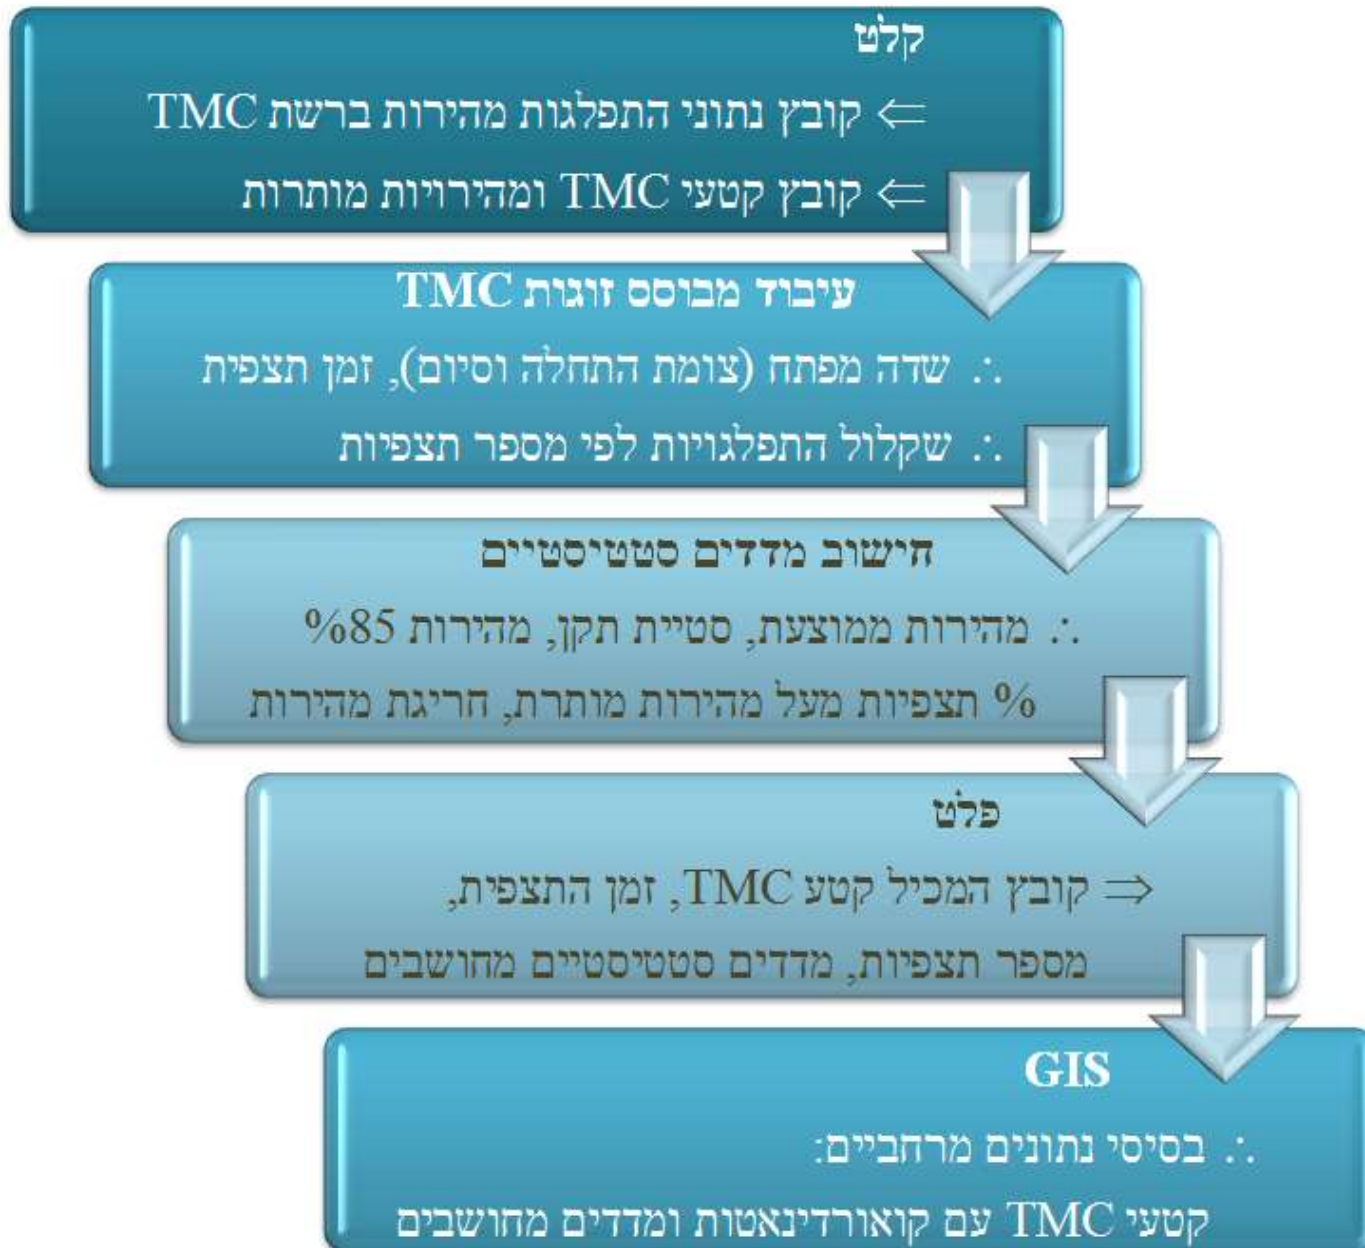 קלט
⇐ קובץ נתוני התפלגות מהירות ברשת TMC
⇐ קובץ קטעי TMC ומהירויות מותרות
עיבוד מבוסס זוגות TMC
∴ שדה מפתח (צומת התחלה וסיום), זמן תצפית
∴ שקלול התפלגויות לפי מספר תצפיות
חישוב מדדים סטטיסטיים
∴ מהירות ממוצעת, סטיית תקן, מהירות 85%
% תצפיות מעל מהירות מותרת, חריגת מהירות
פלט
⇒ קובץ המכיל קטע TMC, זמן התצפית,
מספר תצפיות, מדדים סטטיסטיים מחושבים
GIS
∴ בסיסי נתונים מרחביים:
קטעי TMC עם קואורדינאטות ומדדים מחושבים